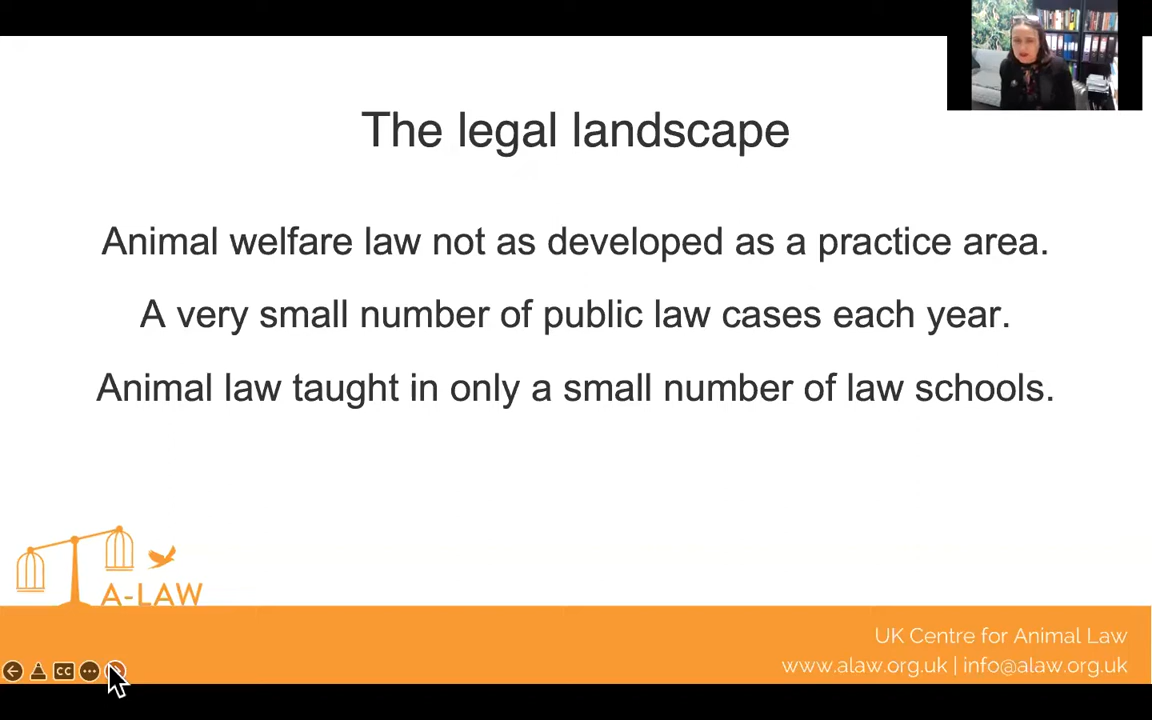 The legal landscape
Animal welfare law not as developed as a practice area.
A very small number of public law cases each year.
Animal law taught in only a small number of law schools.
A-LAW
UK Centre for Animal Law
www.alaw.org.uk | info@alaw.org.uk
CC